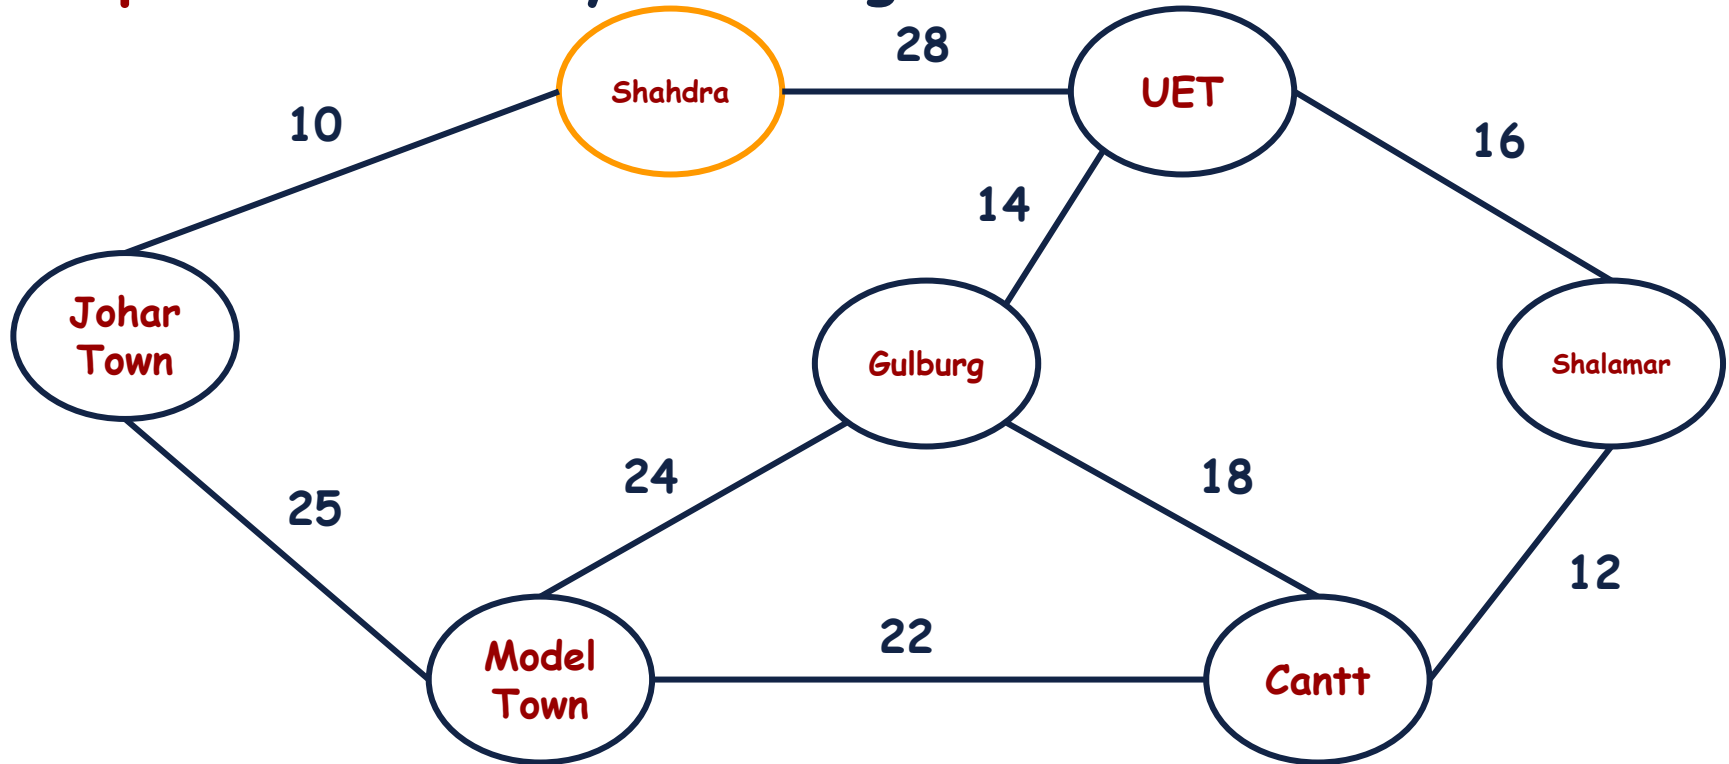 28
Shahdra
UET
10
16
14
Johar
Town
Gulburg
Shalamar
24
18
25
12
22
Model
Town
Cantt